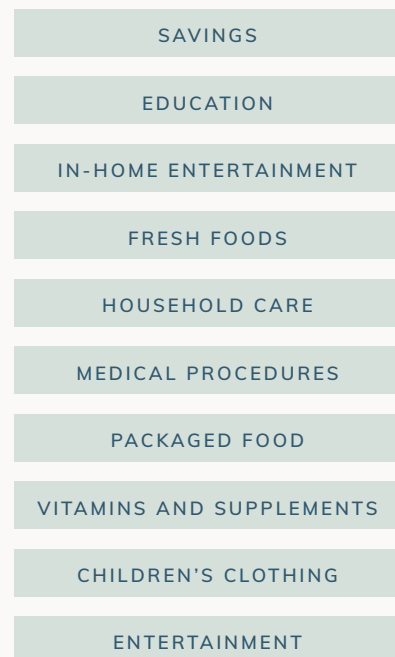 SAVINGS
EDUCATION
IN-HOME ENTERTAINMENT
FRESH FOODS
HOUSEHOLD CARE
MEDICAL PROCEDURES
PACKAGED FOOD
VITAMINS AND SUPPLEMENTS
CHILDREN’S CLOTHING
ENTERTAINMENT